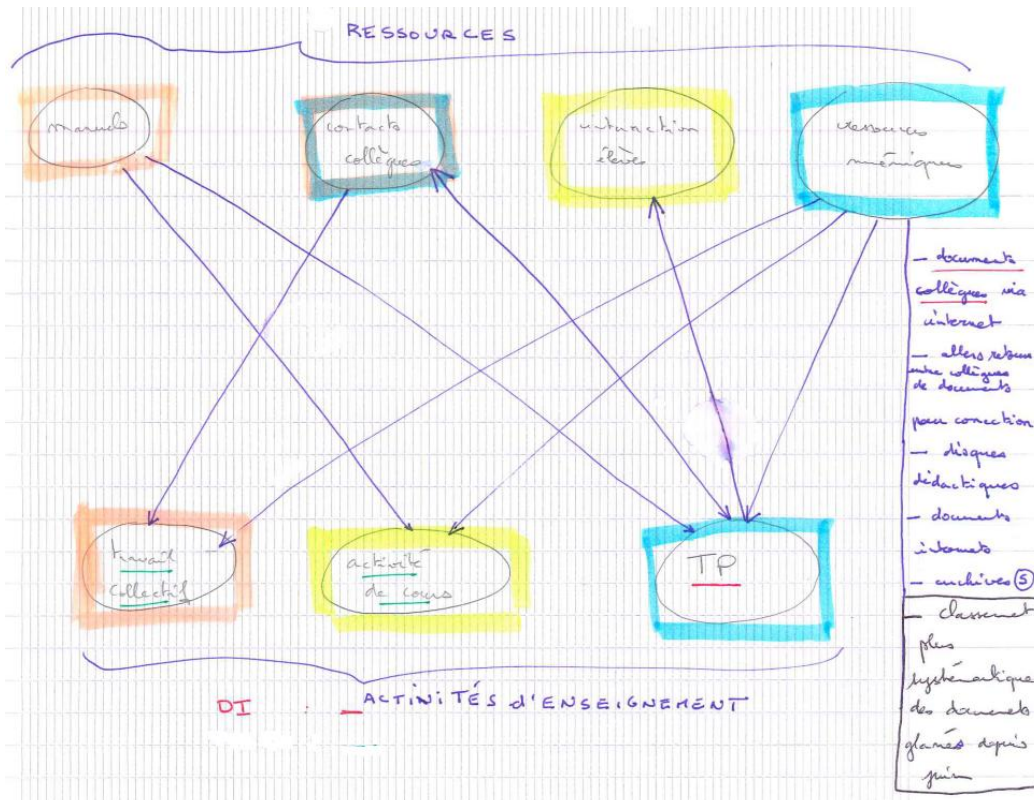 RESSOURCES
manuels
contacts
collègues
interaction
élèves
ressources
numériques
— documents
collègues via
internet
— allers retours
entre collègues
de documents
pour correction
— disques
didactiques
— documents
internets
— archives (5)
— classement
plus
systématique
des documents
glanés depuis
juin
travail
collectif
activité
de cours
TP
ACTIVITÉS d'ENSEIGNEMENT
DI : —